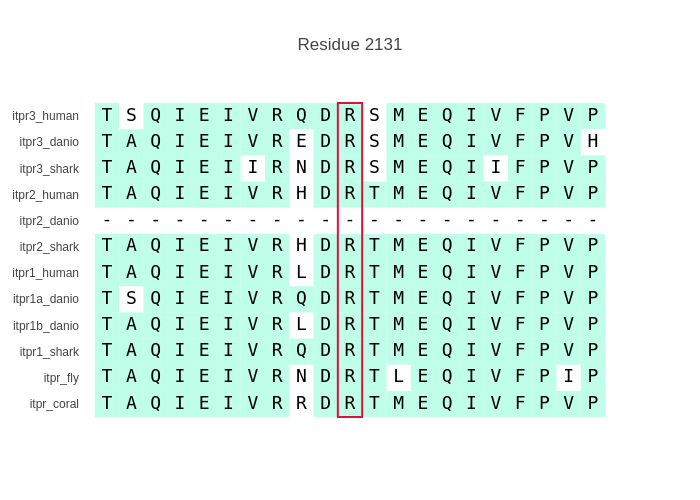 Residue 2131
itpr3_human T S Q I E I V R Q D R S M E Q I V F P V P
itpr3_danio T A Q I E I V R E D R S M E Q I V F P V H
itpr3_shark T A Q I E I I R N D R S M E Q I I F P V P
itpr2_human T A Q I E I V R H D R T M E Q I V F P V P
itpr2_danio - - - - - - - - - - - - - - - - - - - - -
itpr2_shark T A Q I E I V R H D R T M E Q I V F P V P
itpr1_human T A Q I E I V R L D R T M E Q I V F P V P
itpr1a_danio T S Q I E I V R Q D R T M E Q I V F P V P
itpr1b_danio T A Q I E I V R L D R T M E Q I V F P V P
itpr1_shark T A Q I E I V R Q D R T M E Q I V F P V P
itpr_fly T A Q I E I V R N D R T L E Q I V F P I P
itpr_coral T A Q I E I V R R D R T M E Q I V F P V P